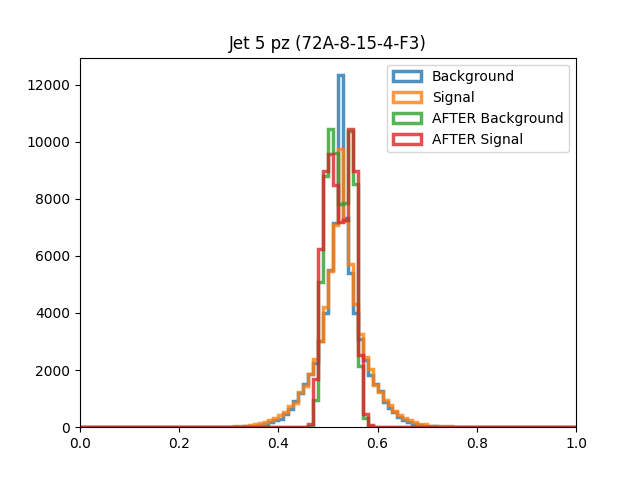 Jet 5 pz (72A-8-15-4-F3)
Background
Signal
AFTER Background
AFTER Signal
12000
10000
8000
6000
4000
2000
0
0.0 0.2 0.4 0.6 0.8 1.0